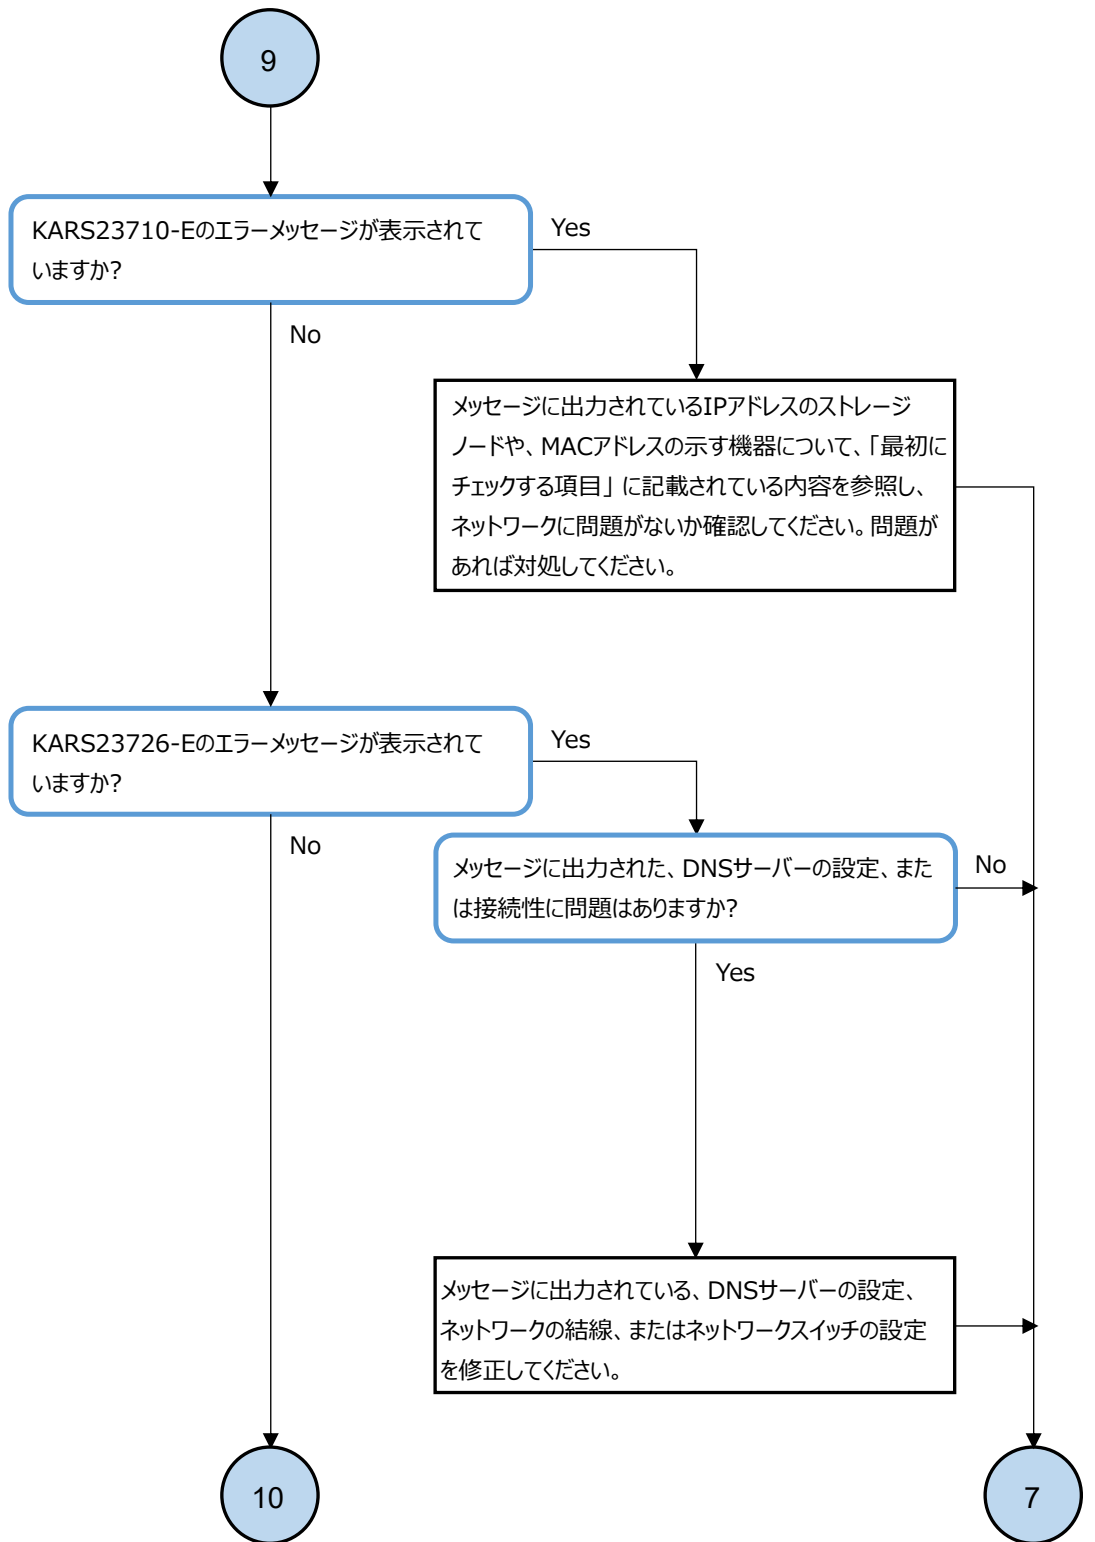 9
KARS23710-Eのエラーメッセージが表示されて
いますか?
Yes
No
メッセージに出力されているIPアドレスのストレージ
ノードや、MACアドレスの示す機器について、「最初に
チェックする項目」に記載されている内容を参照し、
ネットワークに問題がないか確認してください。問題が
あれば対処してください。
KARS23726-Eのエラーメッセージが表示されて
いますか?
Yes
No
メッセージに出力された、DNSサーバーの設定、また
は接続性に問題はありますか?
No
Yes
メッセージに出力されている、DNSサーバーの設定、
ネットワークの結線、またはネットワークスイッチの設定
を修正してください。
10
7